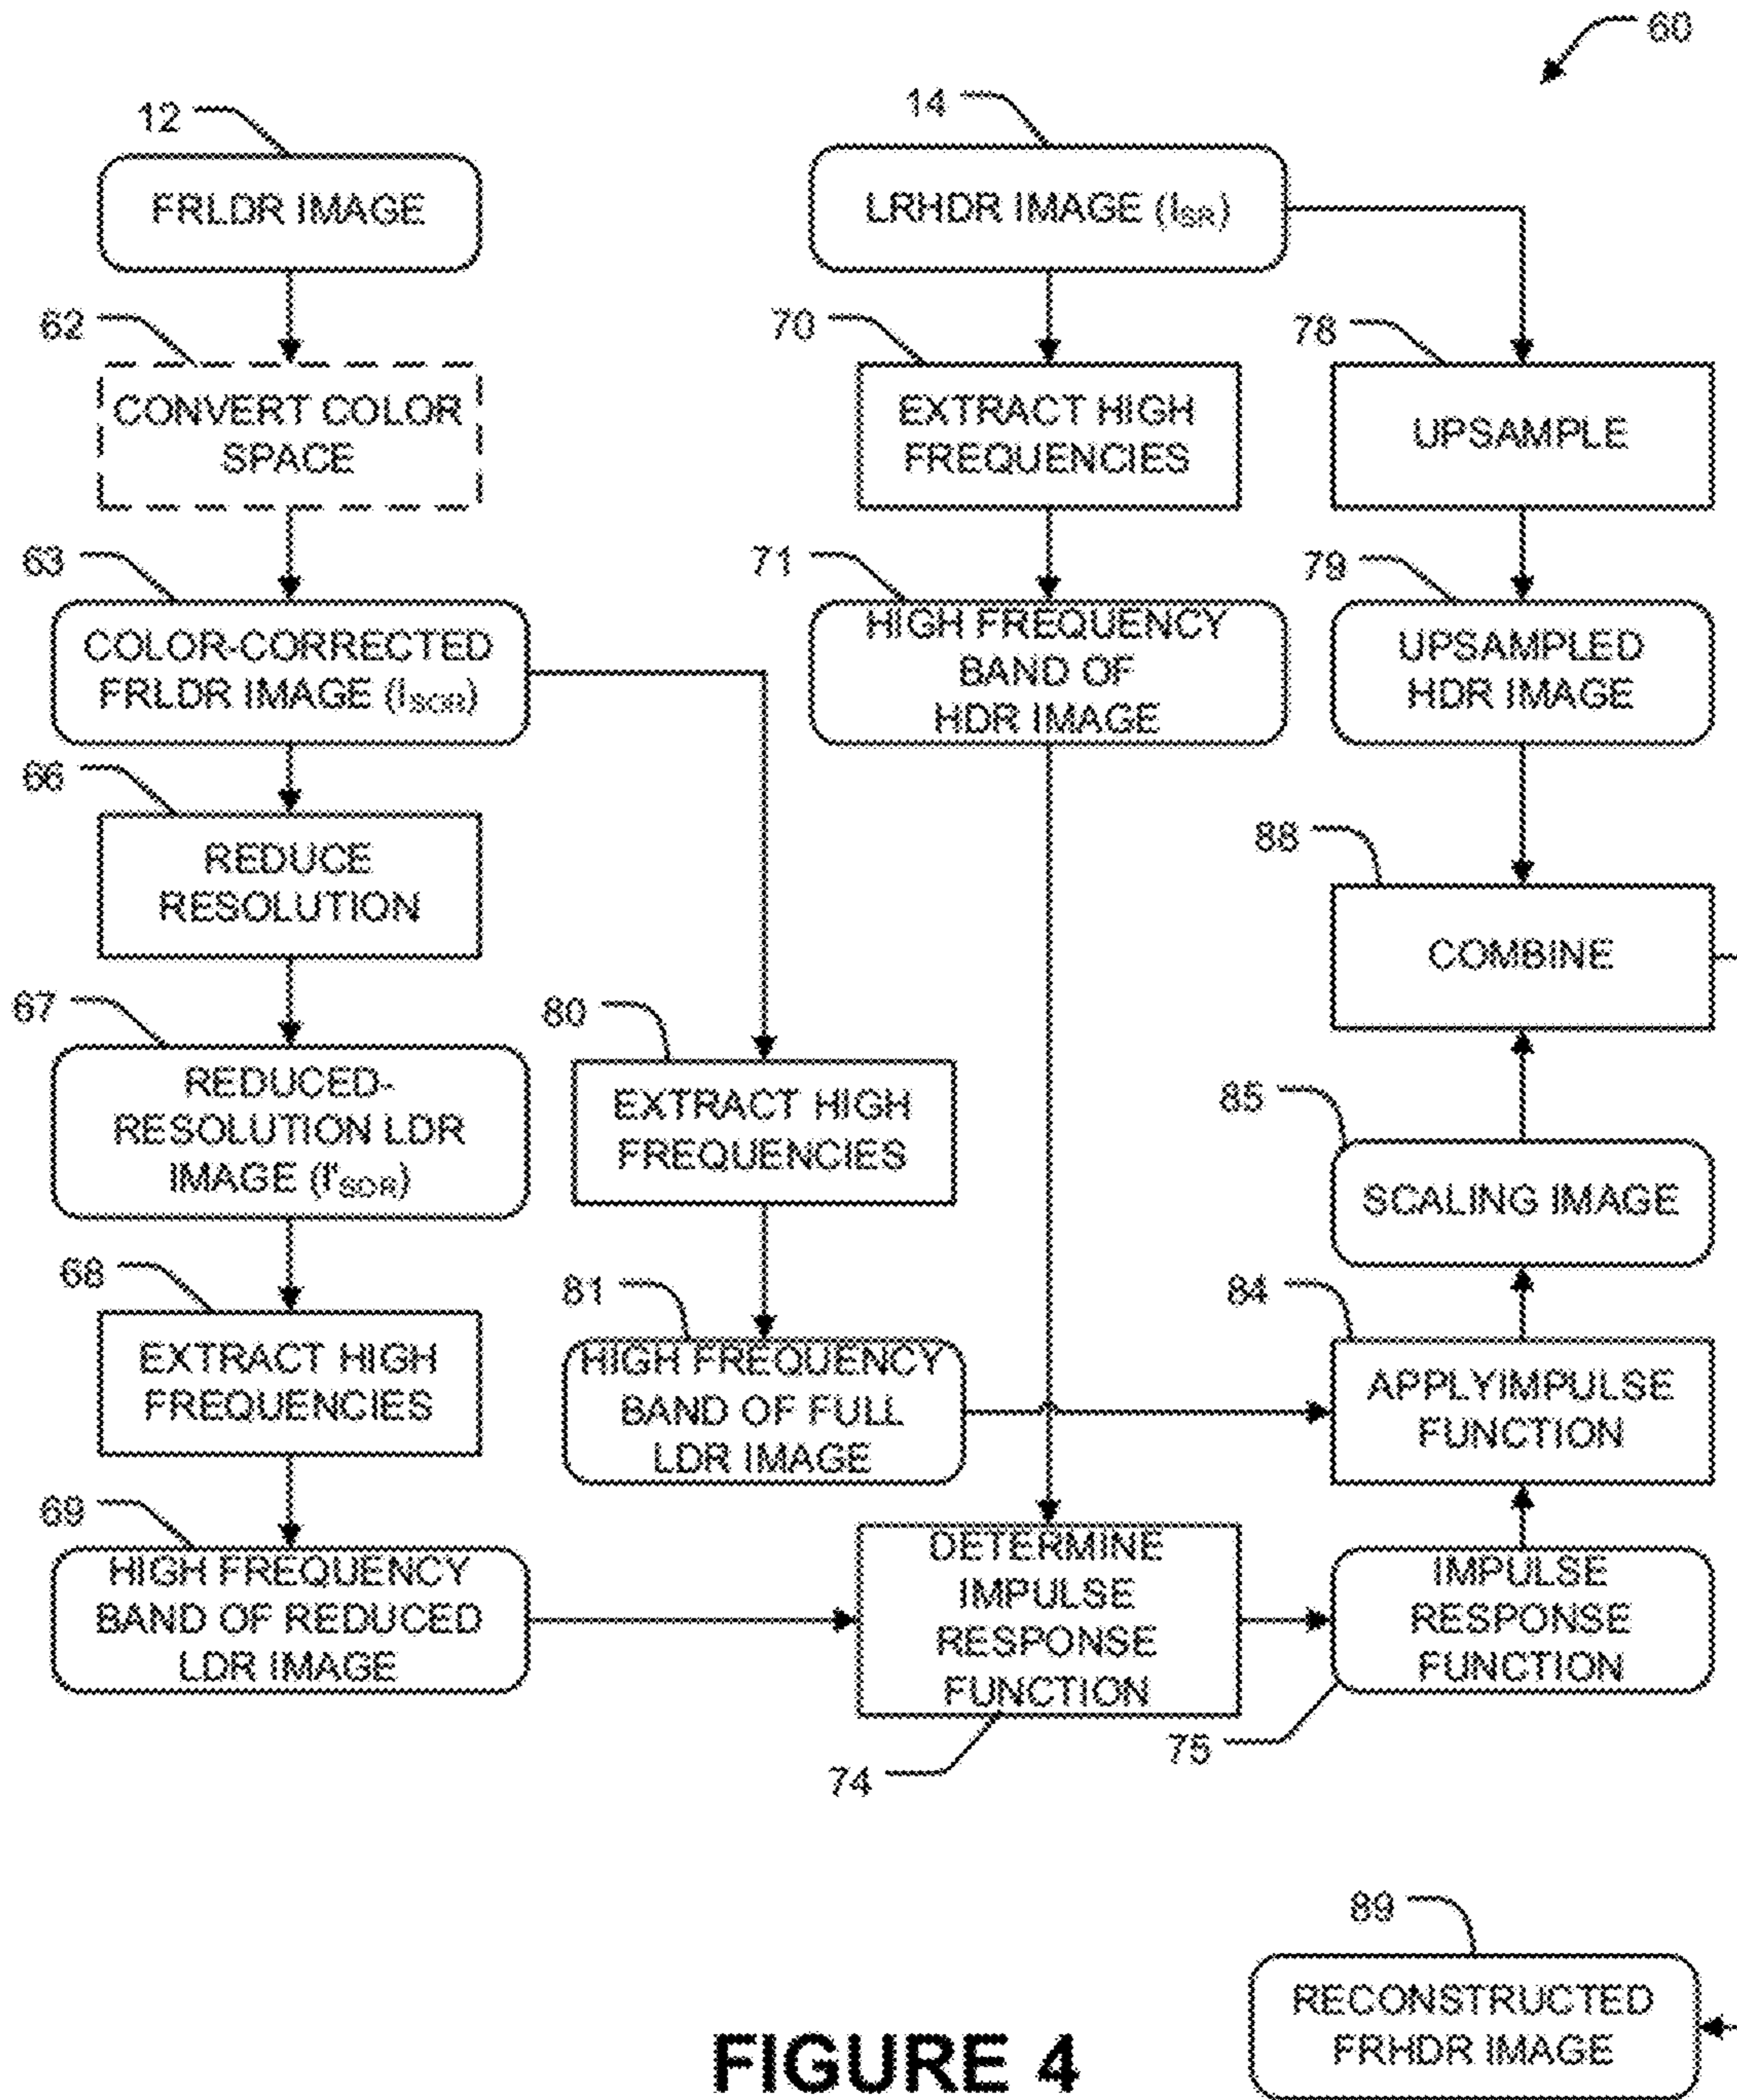 60
12
FRLDR IMAGE
14
LRHDR IMAGE (I_SR)
62
CONVERT COLOR
SPACE
70
EXTRACT HIGH
FREQUENCIES
78
UPSAMPLE
63
COLOR-CORRECTED
FRLDR IMAGE (I_SCR)
71
HIGH FREQUENCY
BAND OF
HDR IMAGE
79
UPSAMPLED
HDR IMAGE
66
REDUCE
RESOLUTION
88
COMBINE
67
REDUCED-
RESOLUTION LDR
IMAGE (I'_SCR)
80
EXTRACT HIGH
FREQUENCIES
85
SCALING IMAGE
68
EXTRACT HIGH
FREQUENCIES
81
HIGH FREQUENCY
BAND OF FULL
LDR IMAGE
84
APPLYIMPULSE
FUNCTION
69
HIGH FREQUENCY
BAND OF REDUCED
LDR IMAGE
DETERMINE
IMPULSE
RESPONSE
FUNCTION
74
IMPULSE
RESPONSE
FUNCTION
75
89
RECONSTRUCTED
FRHDR IMAGE
FIGURE 4